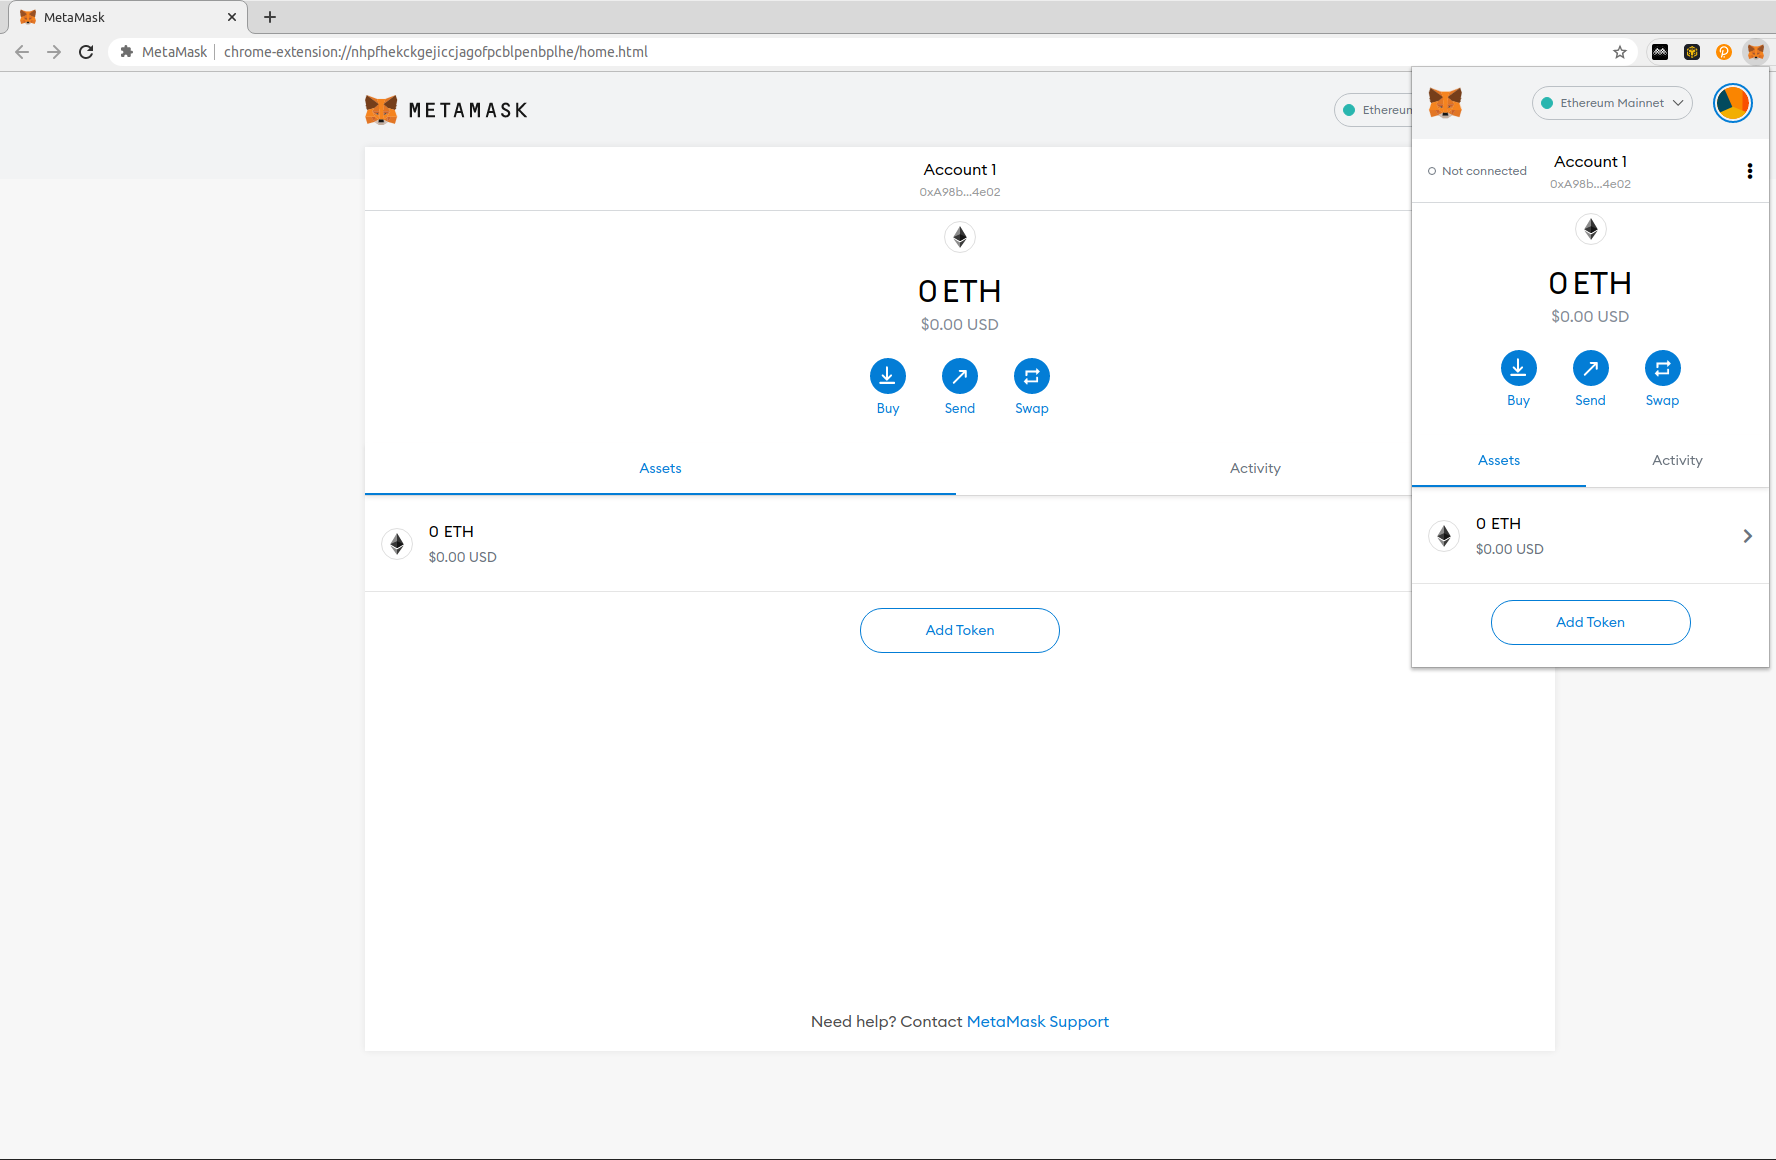 MetaMask
MetaMask chrome-extension://nhpfhekckgejiccjagofpcblpenbplhe/home.html
METAMASK
Account 1
0xA98b...4e02
0 ETH
$0.00 USD
Buy Send Swap
Assets Activity
0 ETH
$0.00 USD
Add Token
Need help? Contact MetaMask Support
Ethereum Mainnet
Not connected
Account 1
0xA98b...4e02
0 ETH
$0.00 USD
Buy Send Swap
Assets Activity
0 ETH
$0.00 USD
Add Token